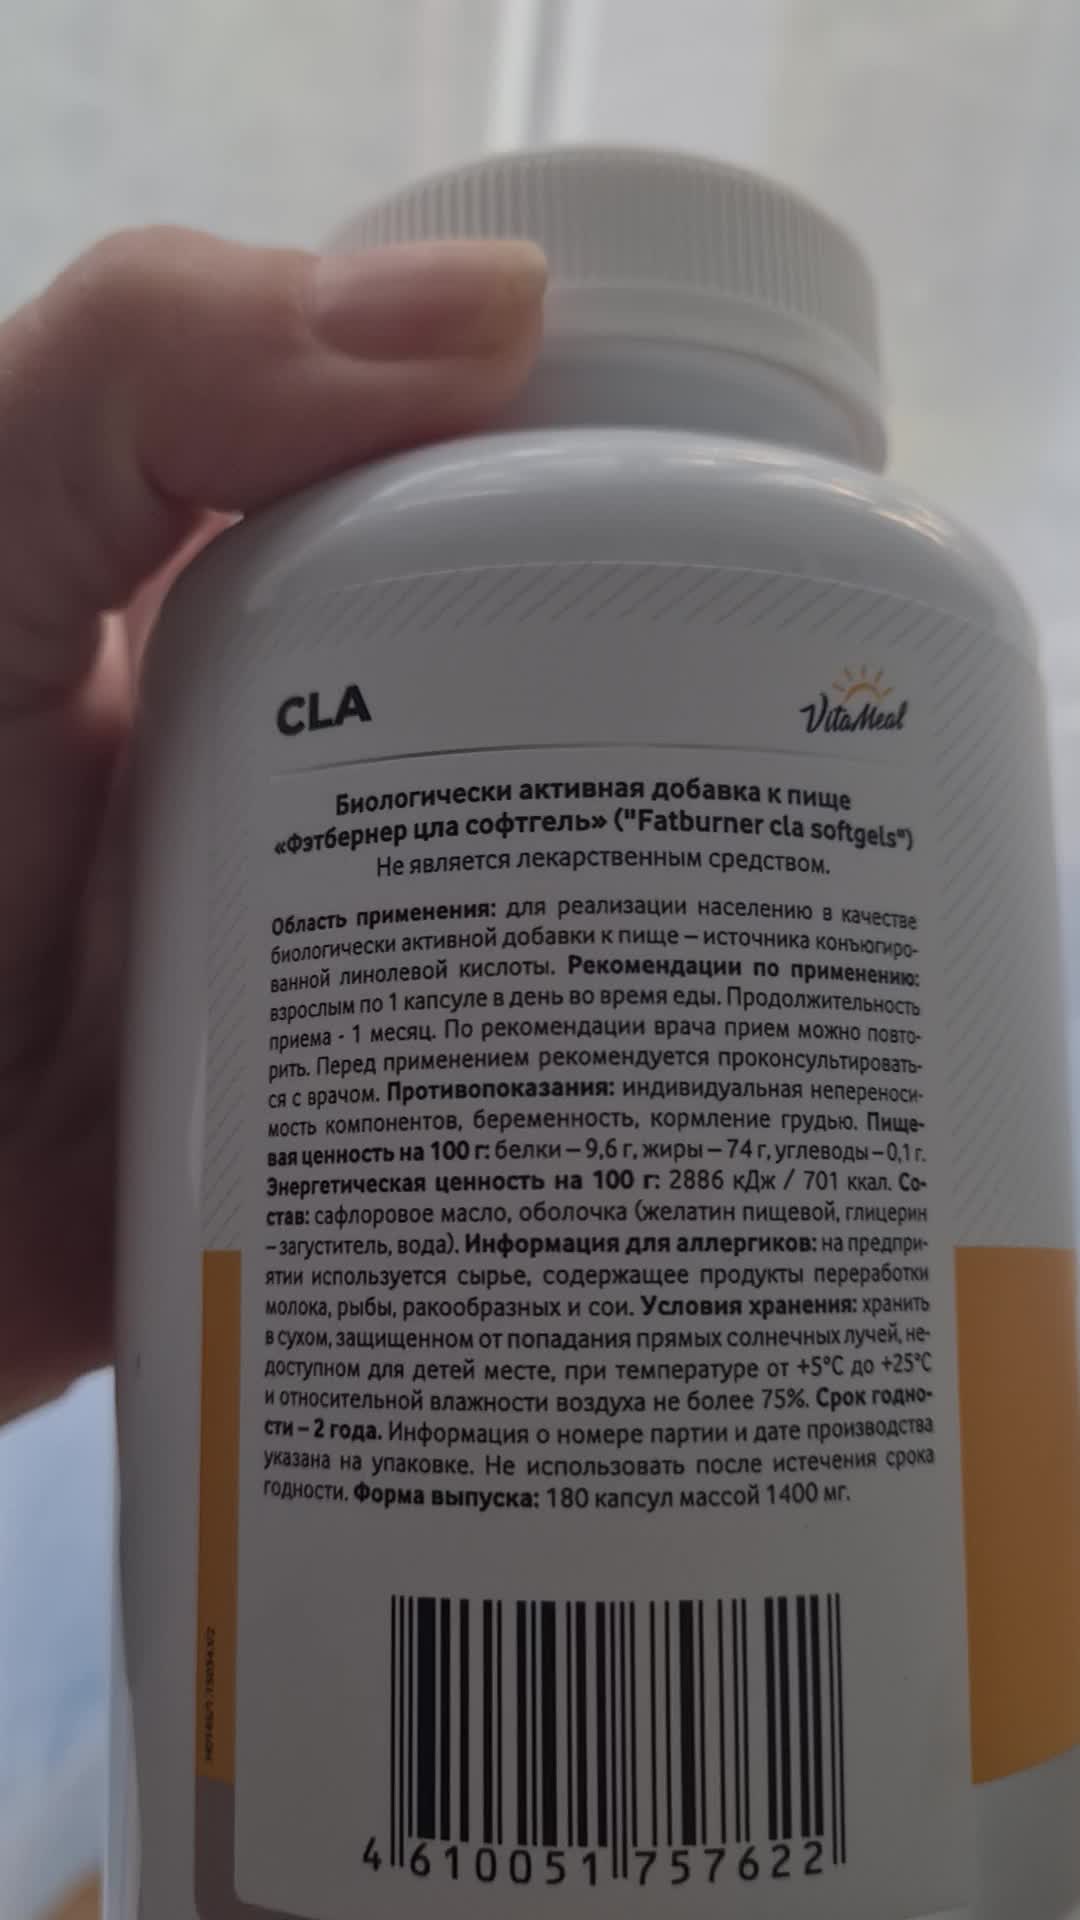 CLA
VitaMeal
Биологически активная добавка к пище
«Фэтбернер цла софтгель» ("Fatburner cla softgels")
Не является лекарственным средством.
Область применения: для реализации населению в качестве
биологически активной добавки к пище – источника конъюгиро-
ванной линолевой кислоты. Рекомендации по применению:
взрослым по 1 капсуле в день во время еды. Продолжительность
приема - 1 месяц. По рекомендации врача прием можно повто-
рить. Перед применением рекомендуется проконсультировать-
ся с врачом. Противопоказания: индивидуальная непереноси-
мость компонентов, беременность, кормление грудью. Пище-
вая ценность на 100 г: белки – 9,6 г, жиры – 74 г, углеводы – 0,1 г.
Энергетическая ценность на 100 г: 2886 кДж / 701 ккал. Со-
став: сафлоровое масло, оболочка (желатин пищевой, глицерин
– загуститель, вода). Информация для аллергиков: на предпри-
ятии используется сырье, содержащее продукты переработки
молока, рыбы, ракообразных и сои. Условия хранения: хранить
в сухом, защищенном от попадания прямых солнечных лучей, не-
доступном для детей месте, при температуре от +5°С до +25°С
и относительной влажности воздуха не более 75%. Срок годно-
сти – 2 года. Информация о номере партии и дате производства
указана на упаковке. Не использовать после истечения срока
годности. Форма выпуска: 180 капсул массой 1400 мг.
4 610051 757622